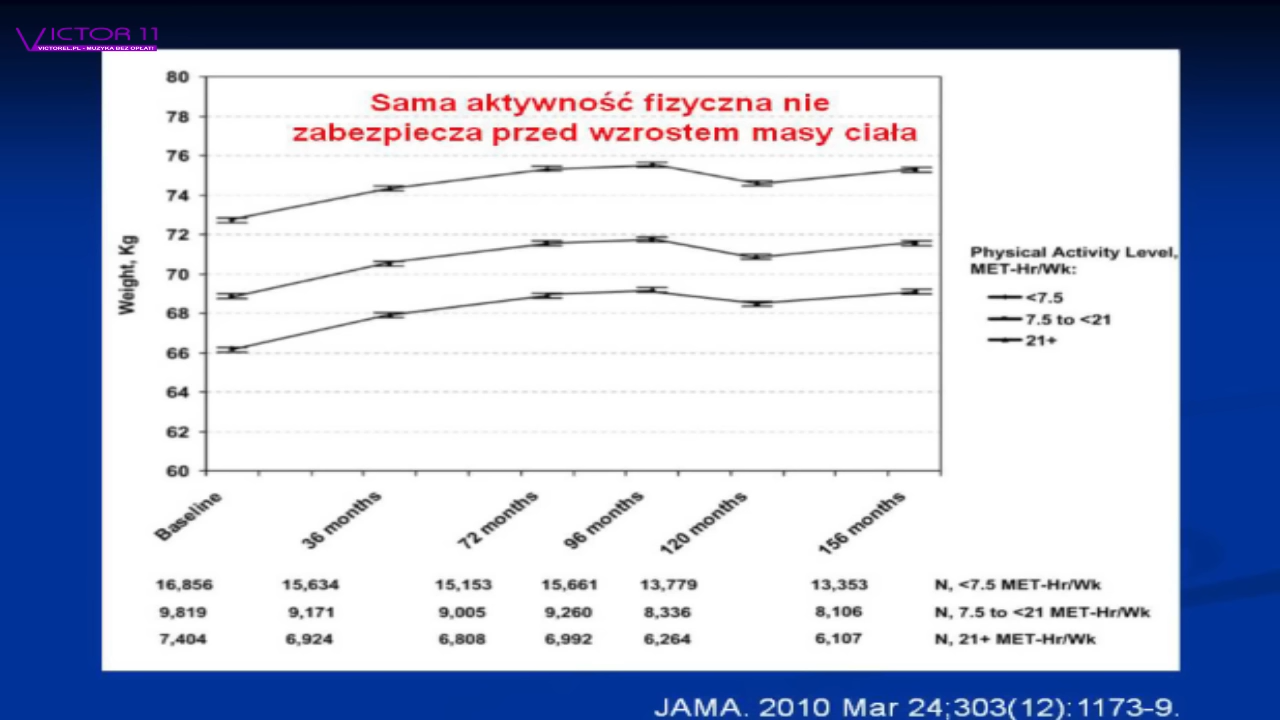 VICTOR 11
VICTOREL.PL - MUZYKA BEZ OPŁAT!
Sama aktywność fizyczna nie
zabezpiecza przed wzrostem masy ciała
80
78
76
74
72
70
68
66
64
62
60
Weight, Kg
Physical Activity Level,
MET-Hr/Wk:
<7.5
7.5 to <21
21+
Baseline
36 months
72 months
96 months
120 months
156 months
16,856 15,634 15,153 15,661 13,779 13,353 N, <7.5 MET-Hr/Wk
9,819 9,171 9,005 9,260 8,336 8,106 N, 7.5 to <21 MET-Hr/Wk
7,404 6,924 6,808 6,992 6,264 6,107 N, 21+ MET-Hr/Wk
JAMA. 2010 Mar 24;303(12):1173-9.